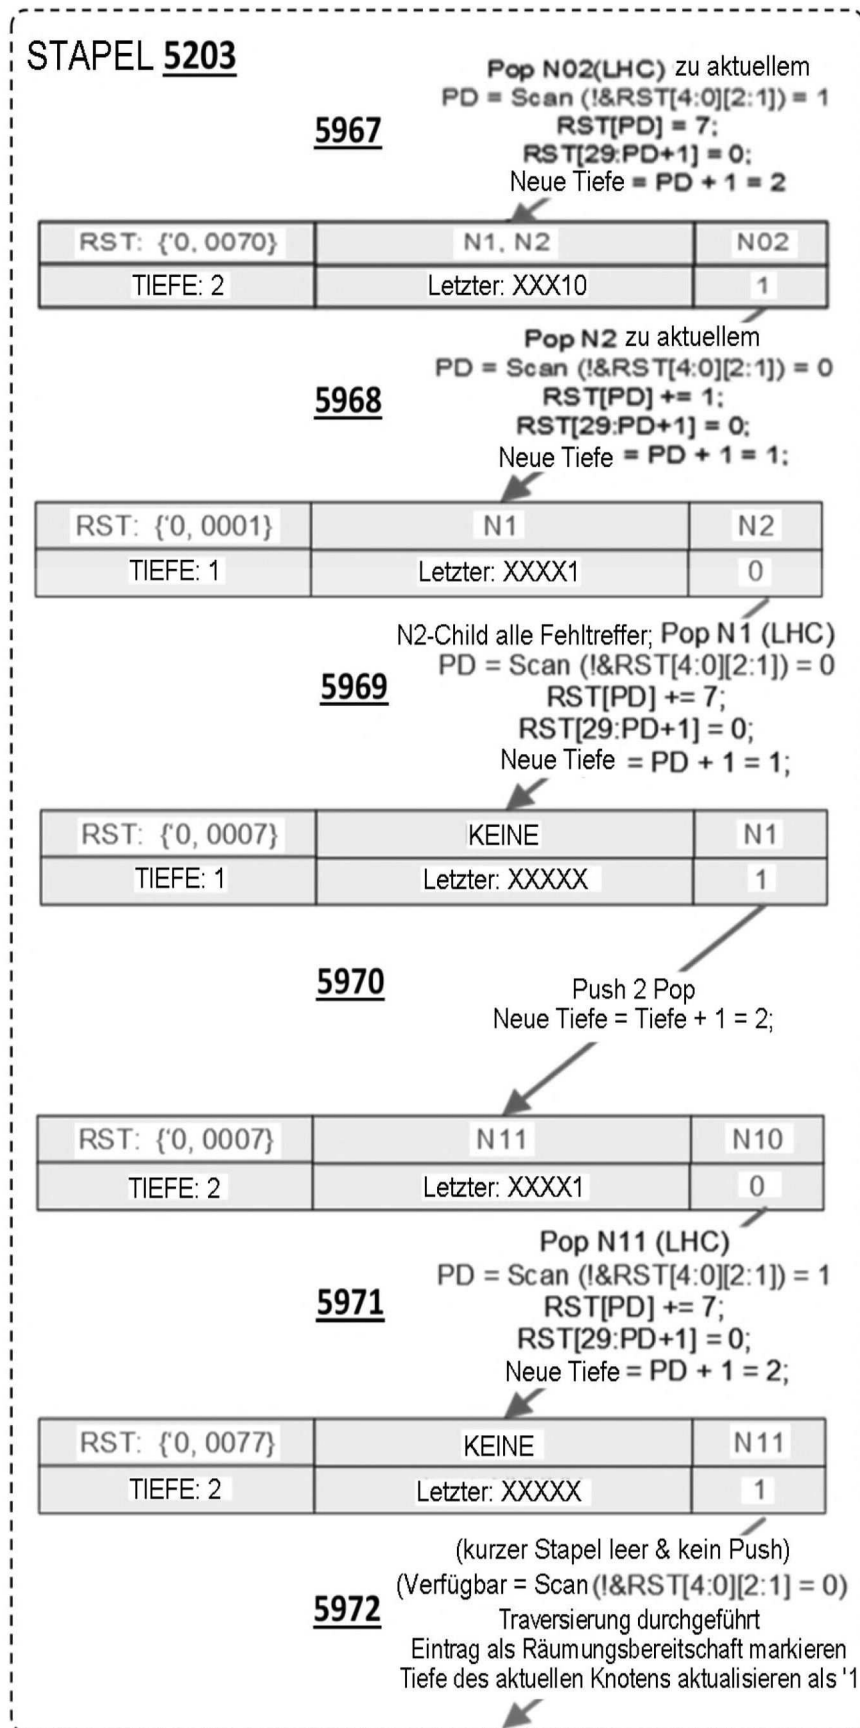 STAPEL 5203
Pop N02(LHC) zu aktuellem
PD = Scan (!&RST[4:0][2:1]) = 1
5967
RST[PD] = 7;
RST[29:PD+1] = 0;
Neue Tiefe = PD + 1 = 2
RST: {'0, 0070} N1, N2 N02
TIEFE: 2 Letzter: XXX10 1
Pop N2 zu aktuellem
PD = Scan (!&RST[4:0][2:1]) = 0
5968
RST[PD] += 1;
RST[29:PD+1] = 0;
Neue Tiefe = PD + 1 = 1;
RST: {'0, 0001} N1 N2
TIEFE: 1 Letzter: XXXX1 0
N2-Child alle Fehltreffer; Pop N1 (LHC)
PD = Scan (!&RST[4:0][2:1]) = 0
5969
RST[PD] += 7;
RST[29:PD+1] = 0;
Neue Tiefe = PD + 1 = 1;
RST: {'0, 0007} KEINE N1
TIEFE: 1 Letzter: XXXXX 1
5970
Push 2 Pop
Neue Tiefe = Tiefe + 1 = 2;
RST: {'0, 0007} N11 N10
TIEFE: 2 Letzter: XXXX1 0
Pop N11 (LHC)
PD = Scan (!&RST[4:0][2:1]) = 1
5971
RST[PD] += 7;
RST[29:PD+1] = 0;
Neue Tiefe = PD + 1 = 2;
RST: {'0, 0077} KEINE N11
TIEFE: 2 Letzter: XXXXX 1
(kurzer Stapel leer & kein Push)
(Verfügbar = Scan (!&RST[4:0][2:1] = 0)
5972
Traversierung durchgeführt
Eintrag als Räumungsbereitschaft markieren
Tiefe des aktuellen Knotens aktualisieren als '1